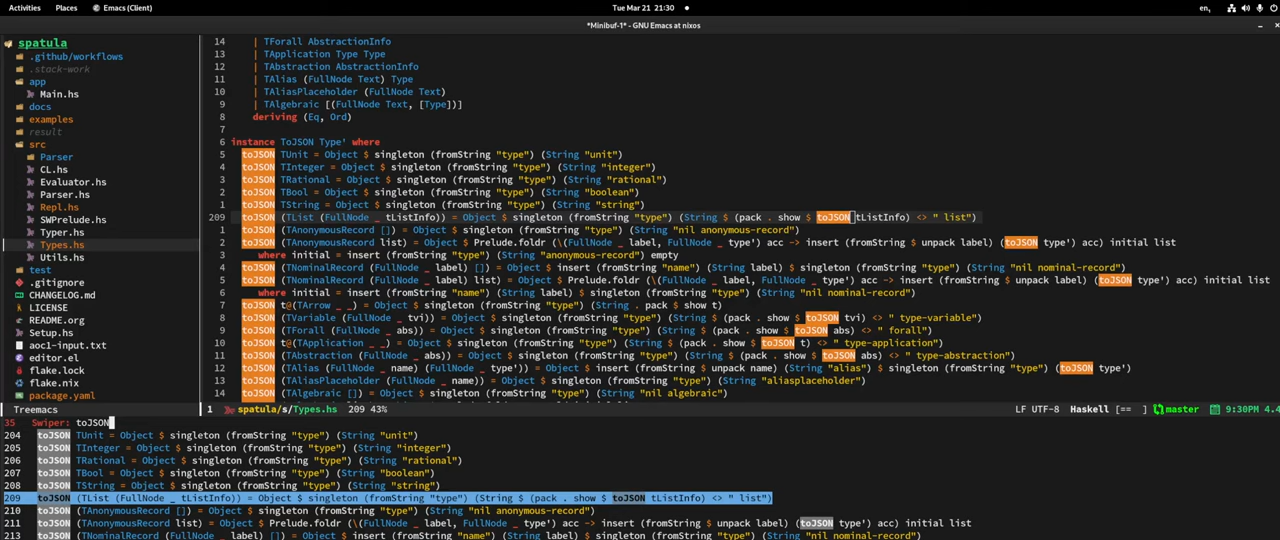 Activities Places Emacs (Client) Tue Mar 21 21:30 en,
*Minibuf-1* - GNU Emacs at nixos
spatula
.github/workflows
.stack-work
app
Main.hs
docs
examples
result
src
Parser
CL.hs
Evaluator.hs
Parser.hs
Repl.hs
SWPrelude.hs
Typer.hs
Types.hs
Utils.hs
test
.gitignore
CHANGELOG.md
LICENSE
README.org
Setup.hs
aoc1-input.txt
editor.el
flake.lock
flake.nix
package.yaml
Treemacs
14 | TForall AbstractionInfo
13 | TApplication Type Type
12 | TAbstraction AbstractionInfo
11 | TAlias (FullNode Text) Type
10 | TAliasPlaceholder (FullNode Text)
9 | TAlgebraic [(FullNode Text, [Type])]
8 deriving (Eq, Ord)
7
6 instance ToJSON Type' where
5 toJSON TUnit = Object $ singleton (fromString "type") (String "unit")
4 toJSON TInteger = Object $ singleton (fromString "type") (String "integer")
3 toJSON TRational = Object $ singleton (fromString "type") (String "rational")
2 toJSON TBool = Object $ singleton (fromString "type") (String "boolean")
1 toJSON TString = Object $ singleton (fromString "type") (String "string")
209 toJSON (TList (FullNode _ tListInfo)) = Object $ singleton (fromString "type") (String $ (pack . show $ toJSON tListInfo) <> " list")
1 toJSON (TAnonymousRecord []) = Object $ singleton (fromString "type") (String "nil anonymous-record")
2 toJSON (TAnonymousRecord list) = Object $ Prelude.foldr (\(FullNode _ label, FullNode _ type') acc -> insert (fromString $ unpack label) (toJSON type') acc) initial list
3 where initial = insert (fromString "type") (String "anonymous-record") empty
4 toJSON (TNominalRecord (FullNode _ label) []) = Object $ insert (fromString "name") (String label) $ singleton (fromString "type") (String "nil nominal-record")
5 toJSON (TNominalRecord (FullNode _ label) list) = Object $ Prelude.foldr (\(FullNode _ label, FullNode _ type') acc -> insert (fromString $ unpack label) (toJSON type') acc) initial list
6 where initial = insert (fromString "name") (String label) $ singleton (fromString "type") (String "nil nominal-record")
7 toJSON t@(TArrow _ _) = Object $ singleton (fromString "type") (String . pack $ show t)
8 toJSON (TVariable (FullNode _ tvi)) = Object $ singleton (fromString "type") (String $ (pack . show $ toJSON tvi) <> " type-variable")
9 toJSON (TForall (FullNode _ abs)) = Object $ singleton (fromString "type") (String $ (pack . show $ toJSON abs) <> " forall")
10 toJSON t@(TApplication _ _) = Object $ singleton (fromString "type") (String $ (pack . show $ toJSON t) <> " type-application")
11 toJSON (TAbstraction (FullNode _ abs)) = Object $ singleton (fromString "type") (String $ (pack . show $ toJSON abs) <> " type-abstraction")
12 toJSON (TAlias (FullNode _ name) (FullNode _ type')) = Object $ insert (fromString $ unpack name) (String "alias") $ singleton (fromString "type") (toJSON type')
13 toJSON (TAliasPlaceholder (FullNode _ name)) = Object $ singleton (fromString "type") (String "aliasplaceholder")
14 toJSON (TAlgebraic []) = Object $ singleton (fromString "type") (String "nil algebraic")
1 spatula/s/Types.hs 209 43% LF UTF-8 Haskell [== ] master 9:30PM 4.4
35 Swiper: toJSON
204 toJSON TUnit = Object $ singleton (fromString "type") (String "unit")
205 toJSON TInteger = Object $ singleton (fromString "type") (String "integer")
206 toJSON TRational = Object $ singleton (fromString "type") (String "rational")
207 toJSON TBool = Object $ singleton (fromString "type") (String "boolean")
208 toJSON TString = Object $ singleton (fromString "type") (String "string")
209 toJSON (TList (FullNode _ tListInfo)) = Object $ singleton (fromString "type") (String $ (pack . show $ toJSON tListInfo) <> " list")
210 toJSON (TAnonymousRecord []) = Object $ singleton (fromString "type") (String "nil anonymous-record")
211 toJSON (TAnonymousRecord list) = Object $ Prelude.foldr (\(FullNode _ label, FullNode _ type') acc -> insert (fromString $ unpack label) (toJSON type') acc) initial list
213 toJSON (TNominalRecord (FullNode _ label) []) = Object $ insert (fromString "name") (String label) $ singleton (fromString "type") (String "nil nominal-record")